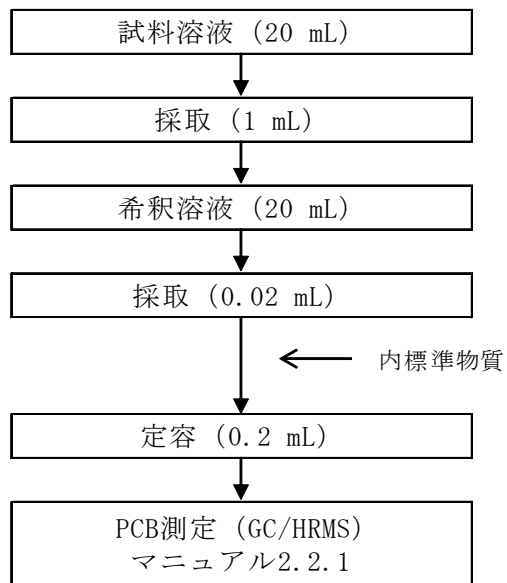 試料溶液 (20 mL)
採取 (1 mL)
希釈溶液 (20 mL)
採取 (0.02 mL)
内標準物質
定容 (0.2 mL)
PCB測定 (GC/HRMS)
マニュアル2.2.1